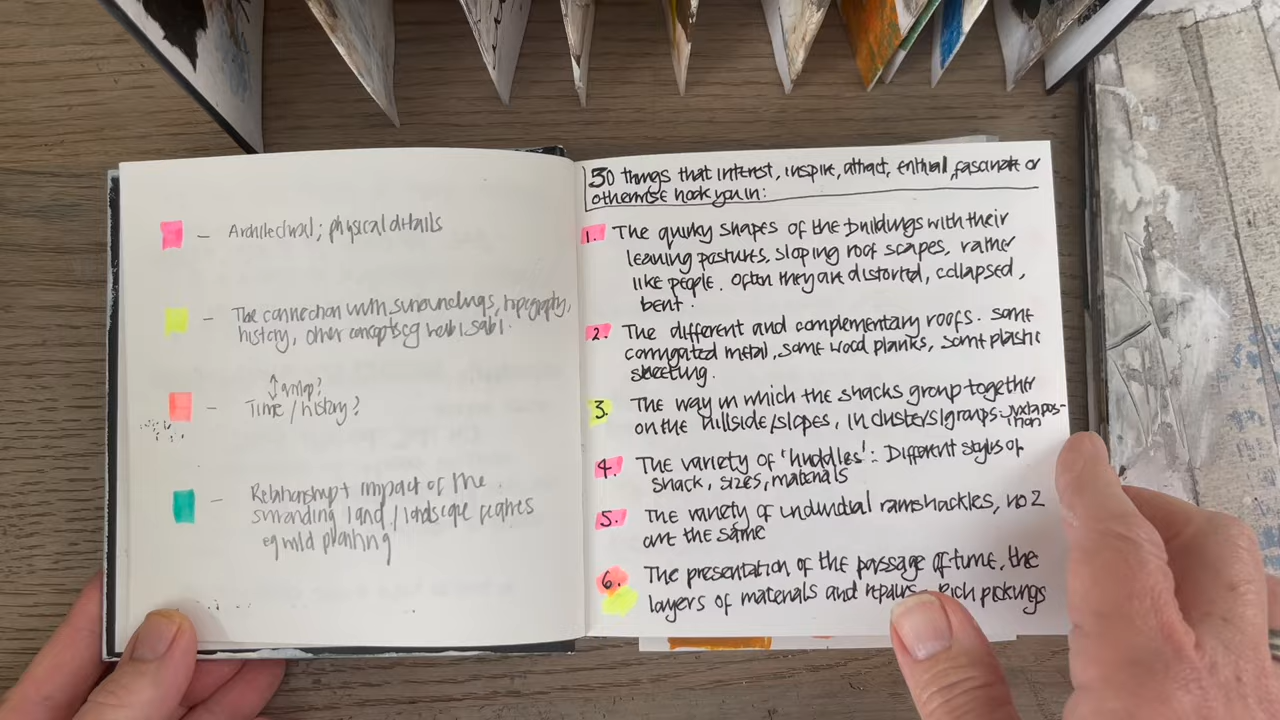 - Architectural; physical details
- The connection with surroundings, topography,
history, other concepts eg wabi sabi.
↕ amap?
- Time / history?
- Relationship + impact of the
surrounding land / landscape features
eg wild planting
30 things that interest, inspire, attract, enthral, fascinate or
otherwise hook you in:
1. The quirky shapes of the buildings with their
leaning postures, sloping roof scapes, rather
like people. Often they are distorted, collapsed,
bent.
2. The different and complementary roofs. Some
corrugated metal, some wood planks, some plastic
sheeting.
3. The way in which the shacks group together
on the hillside/slopes, in clusters/groups - juxtapos-
ition
4. The variety of 'huddles': Different styles of
shack, sizes, materials
5. The variety of individual ramshackles, no 2
are the same
6. The presentation of the passage of time, the
layers of materials and repairs - Rich pickings